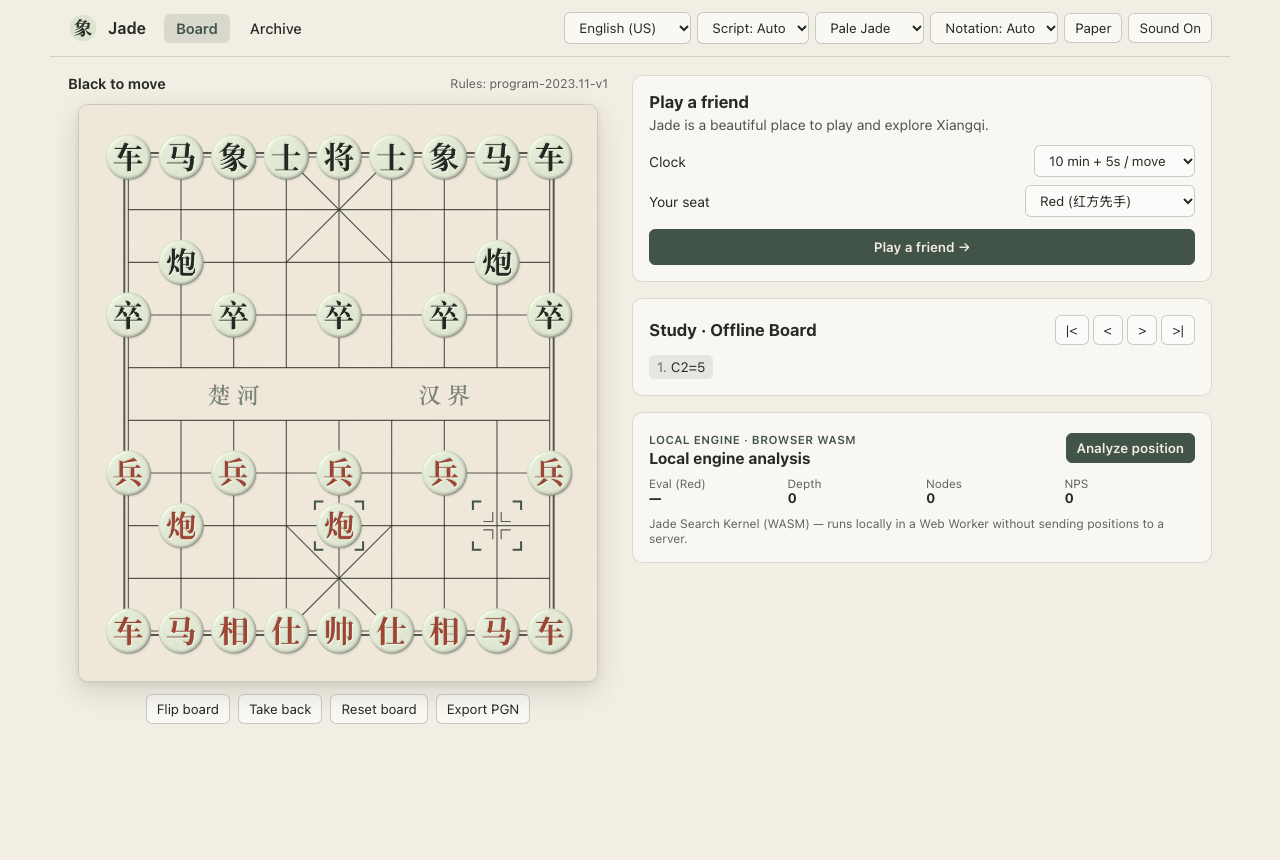 象 Jade Board Archive English (US) Script: Auto Pale Jade Notation: Auto Paper Sound On
Black to move Rules: program-2023.11-v1
车 马 象 士 将 士 象 马 车
炮 炮
卒 卒 卒 卒 卒
楚河 汉界
兵 兵 兵 兵 兵
炮 炮
车 马 相 仕 帅 仕 相 马 车
Flip board Take back Reset board Export PGN
Play a friend
Jade is a beautiful place to play and explore Xiangqi.
Clock 10 min + 5s / move
Your seat Red (红方先手)
Play a friend →
Study · Offline Board |< < > >|
1. C2=5
LOCAL ENGINE · BROWSER WASM
Local engine analysis Analyze position
Eval (Red) Depth Nodes NPS
— 0 0 0
Jade Search Kernel (WASM) — runs locally in a Web Worker without sending positions to a
server.